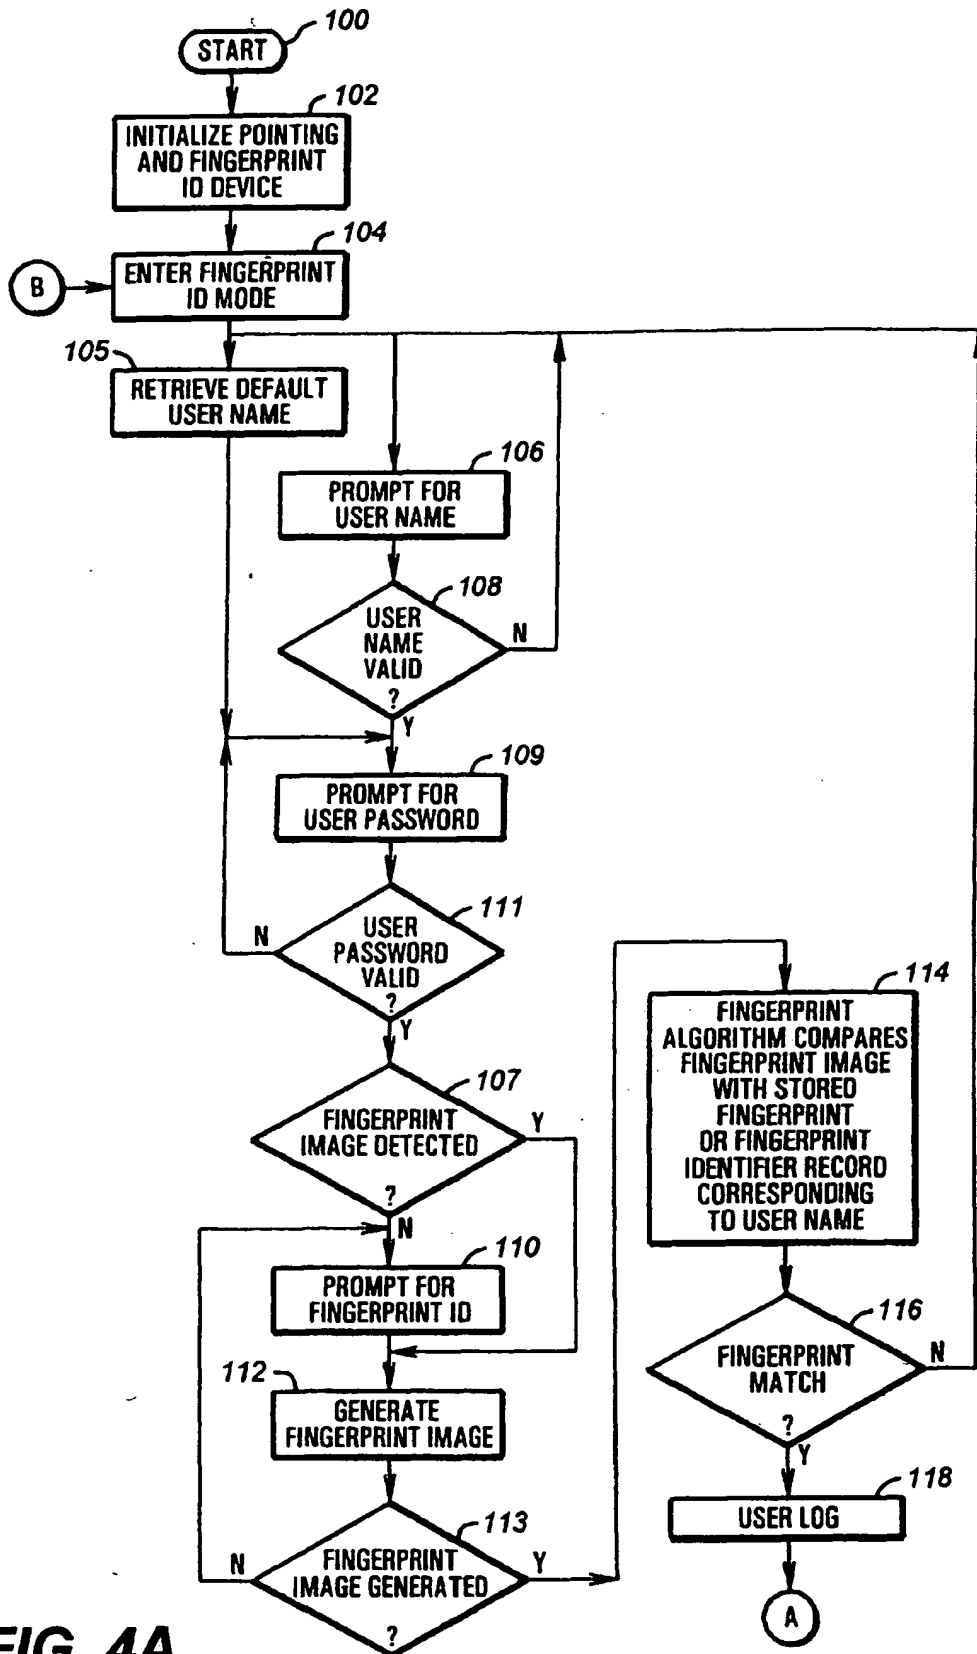 100
START
102
INITIALIZE POINTING
AND FINGERPRINT
ID DEVICE
104
B
ENTER FINGERPRINT
ID MODE
105
RETRIEVE DEFAULT
USER NAME
106
PROMPT FOR
USER NAME
108
USER
NAME
VALID
?
N
Y
109
PROMPT FOR
USER PASSWORD
111
USER
PASSWORD
VALID
?
N
Y
107
FINGERPRINT
IMAGE DETECTED
?
Y
N
110
PROMPT FOR
FINGERPRINT ID
112
GENERATE
FINGERPRINT IMAGE
113
FINGERPRINT
IMAGE GENERATED
?
N
Y
114
FINGERPRINT
ALGORITHM COMPARES
FINGERPRINT IMAGE
WITH STORED
FINGERPRINT
OR FINGERPRINT
IDENTIFIER RECORD
CORRESPONDING
TO USER NAME
116
FINGERPRINT
MATCH
?
N
Y
118
USER LOG
A
FIG. 4A